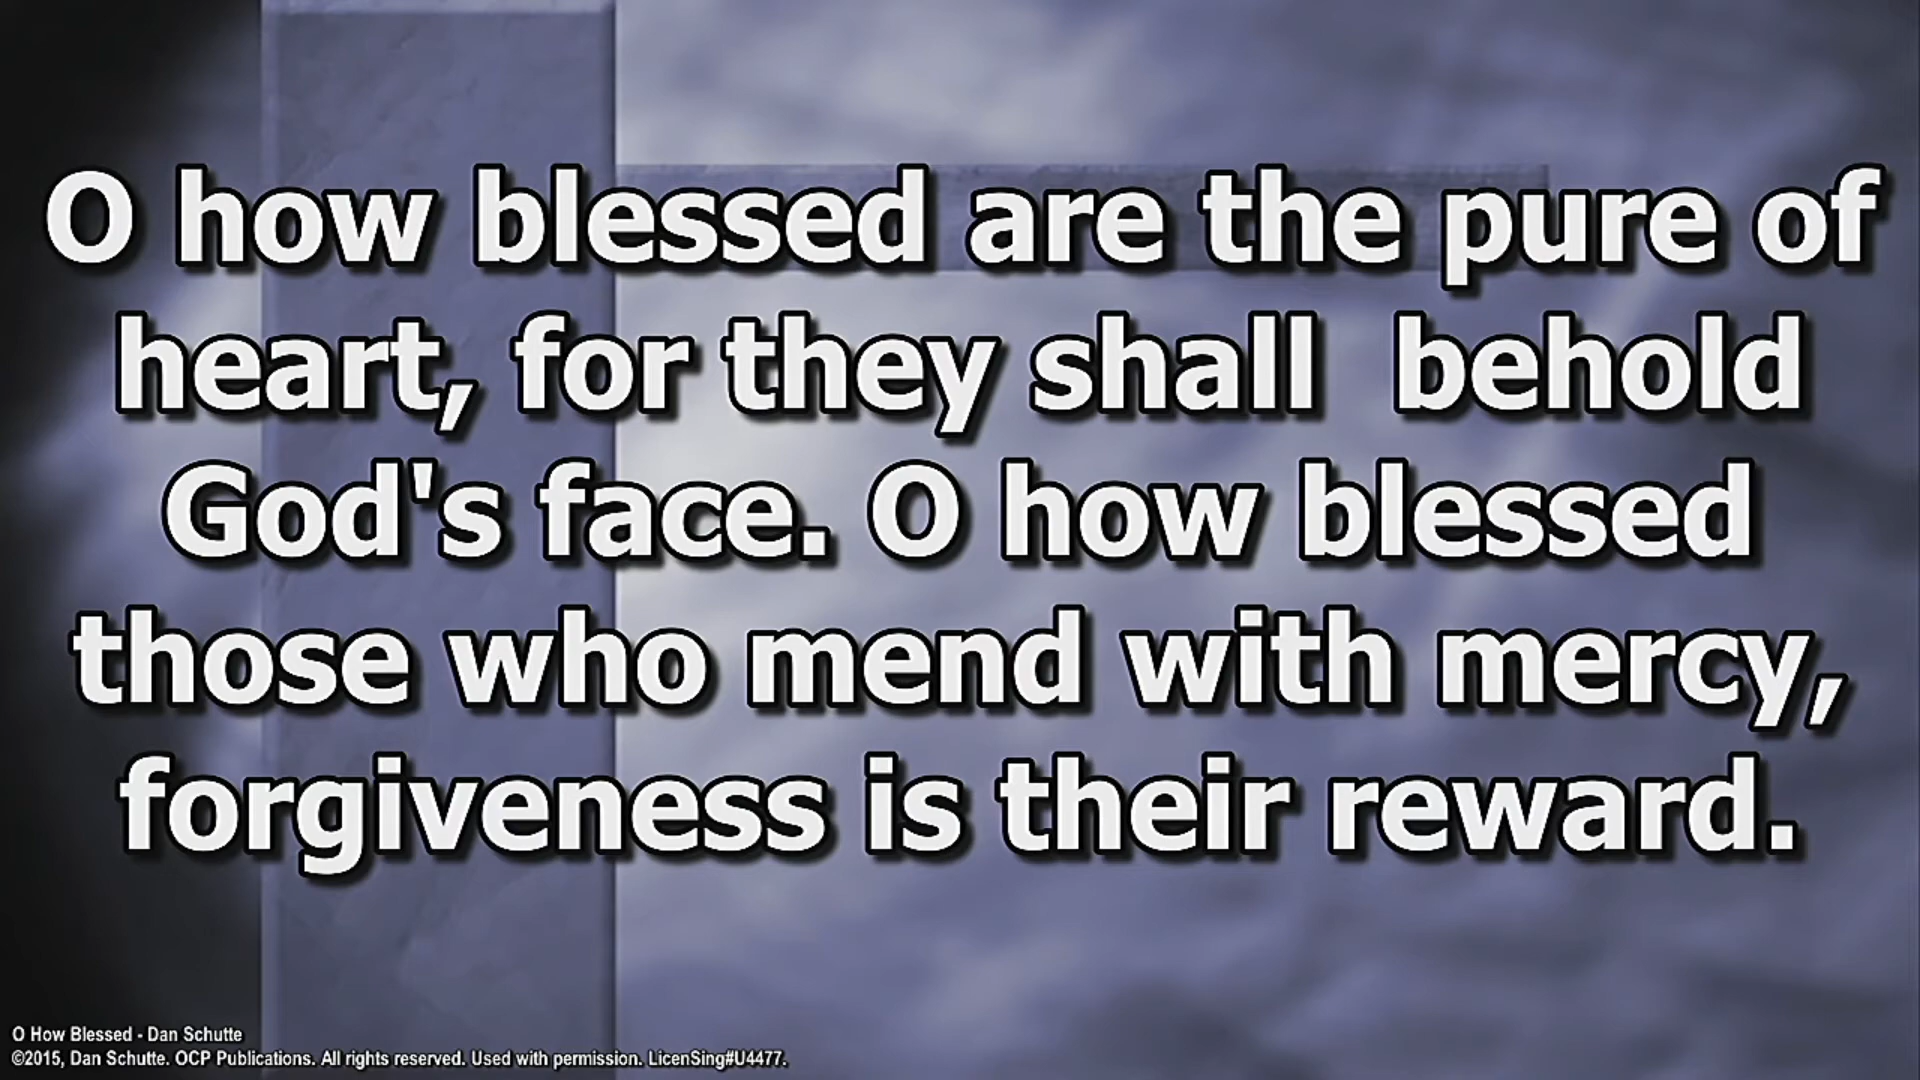 O how blessed are the pure of
heart, for they shall  behold
God's face. O how blessed
those who mend with mercy,
forgiveness is their reward.
O How Blessed - Dan Schutte
©2015, Dan Schutte. OCP Publications. All rights reserved. Used with permission. LicenSing#U4477.